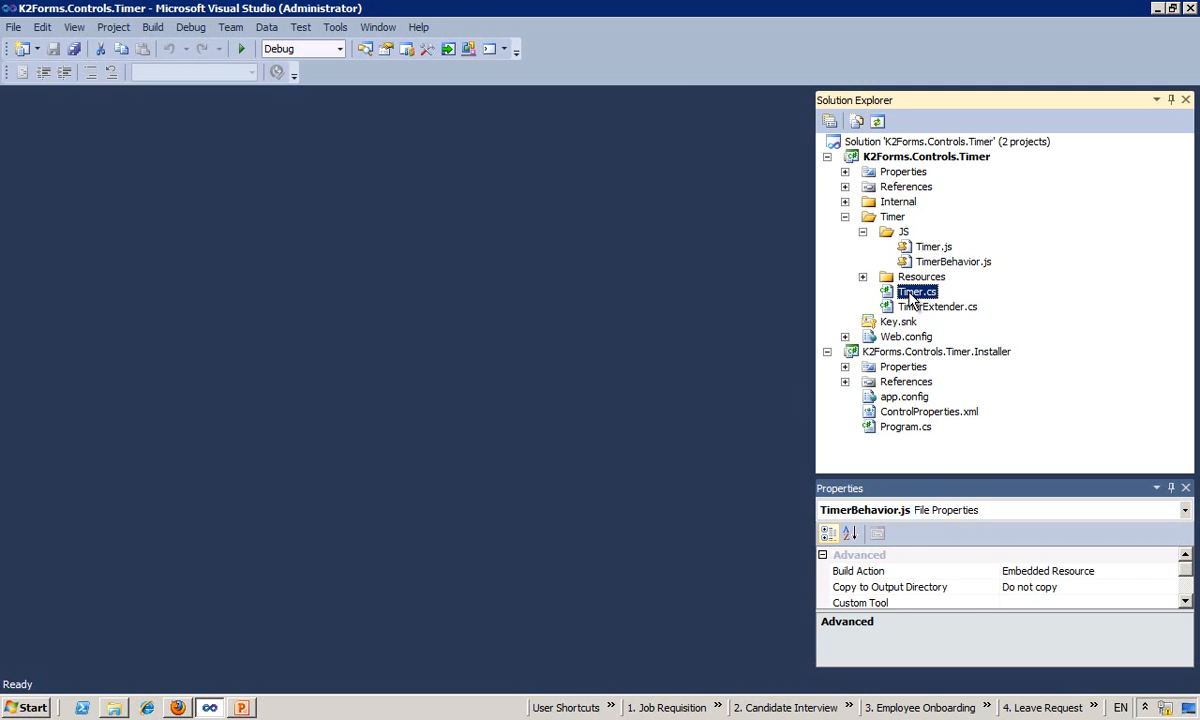 K2Forms.Controls.Timer - Microsoft Visual Studio (Administrator)
File Edit View Project Build Debug Team Data Test Tools Window Help
Debug
Solution Explorer
Solution 'K2Forms.Controls.Timer' (2 projects)
K2Forms.Controls.Timer
Properties
References
Internal
Timer
JS
Timer.js
TimerBehavior.js
Resources
Timer.cs
TimerExtender.cs
Key.snk
Web.config
K2Forms.Controls.Timer.Installer
Properties
References
app.config
ControlProperties.xml
Program.cs
Properties
TimerBehavior.js File Properties
Advanced
Build Action Embedded Resource
Copy to Output Directory Do not copy
Custom Tool
Advanced
Ready
Start User Shortcuts » 1. Job Requisition » 2. Candidate Interview » 3. Employee Onboarding » 4. Leave Request » EN